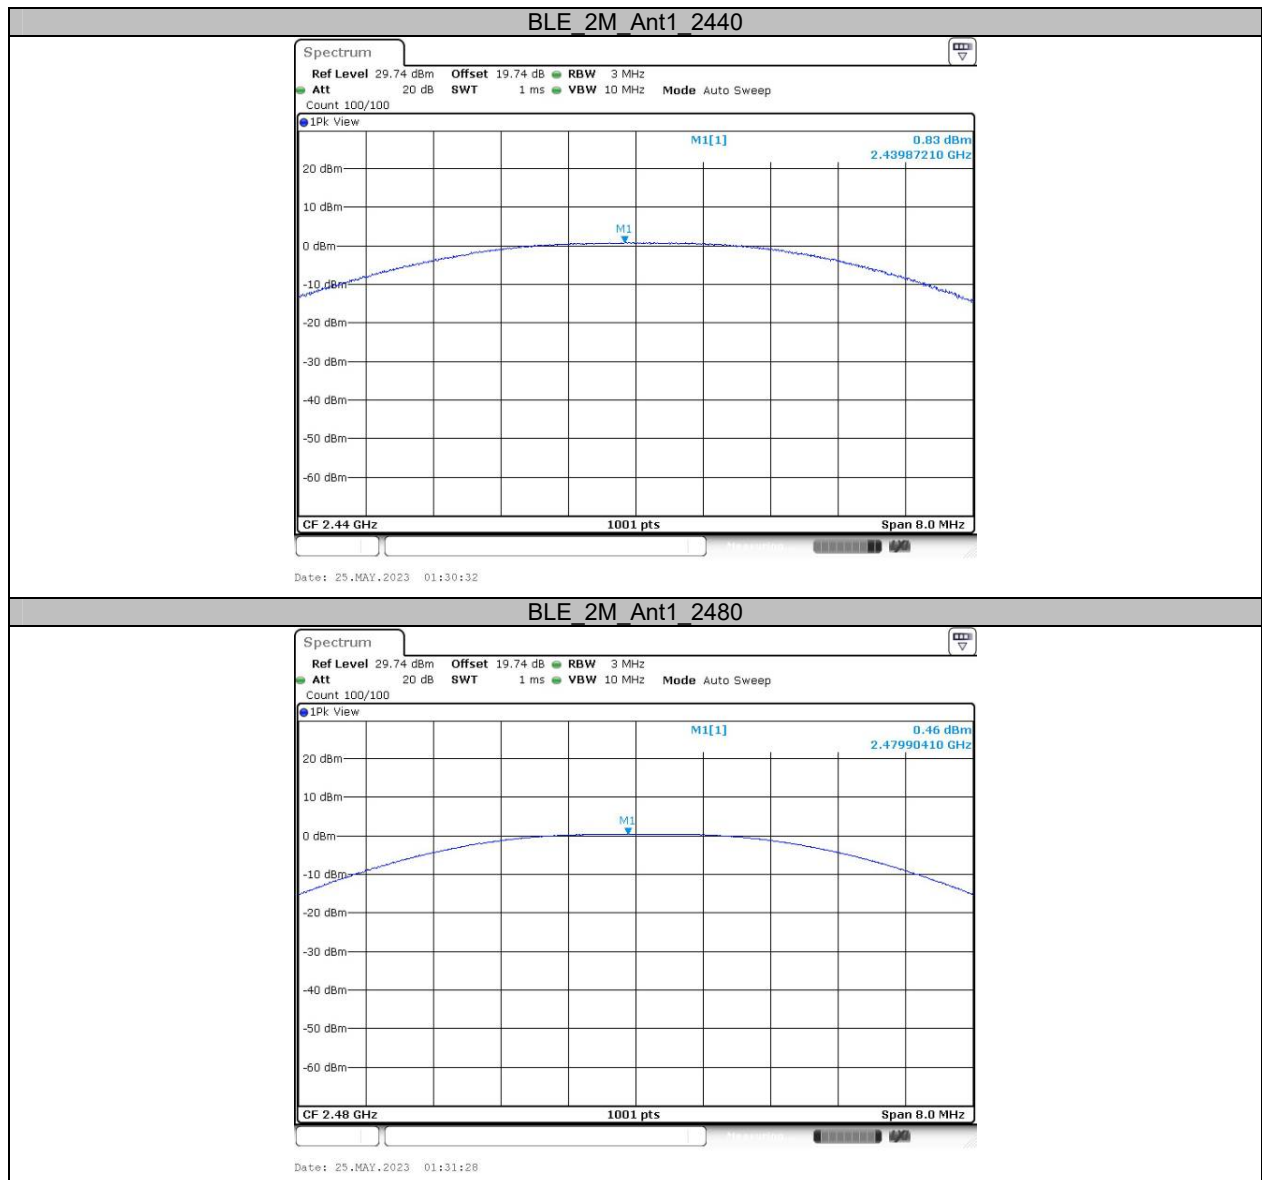 BLE_2M_Ant1_2440
Spectrum
Ref Level 29.74 dBm Offset 19.74 dB RBW 3 MHz
Att 20 dB SWT 1 ms VBW 10 MHz Mode Auto Sweep
Count 100/100
1Pk View
M1[1] 0.83 dBm
2.43987210 GHz
20 dBm
10 dBm
M1
0 dBm
-10 dBm
-20 dBm
-30 dBm
-40 dBm
-50 dBm
-60 dBm
CF 2.44 GHz 1001 pts Span 8.0 MHz
Date: 25.MAY.2023 01:30:32
BLE_2M_Ant1_2480
Spectrum
Ref Level 29.74 dBm Offset 19.74 dB RBW 3 MHz
Att 20 dB SWT 1 ms VBW 10 MHz Mode Auto Sweep
Count 100/100
1Pk View
M1[1] 0.46 dBm
2.47990410 GHz
20 dBm
10 dBm
M1
0 dBm
-10 dBm
-20 dBm
-30 dBm
-40 dBm
-50 dBm
-60 dBm
CF 2.48 GHz 1001 pts Span 8.0 MHz
Date: 25.MAY.2023 01:31:28